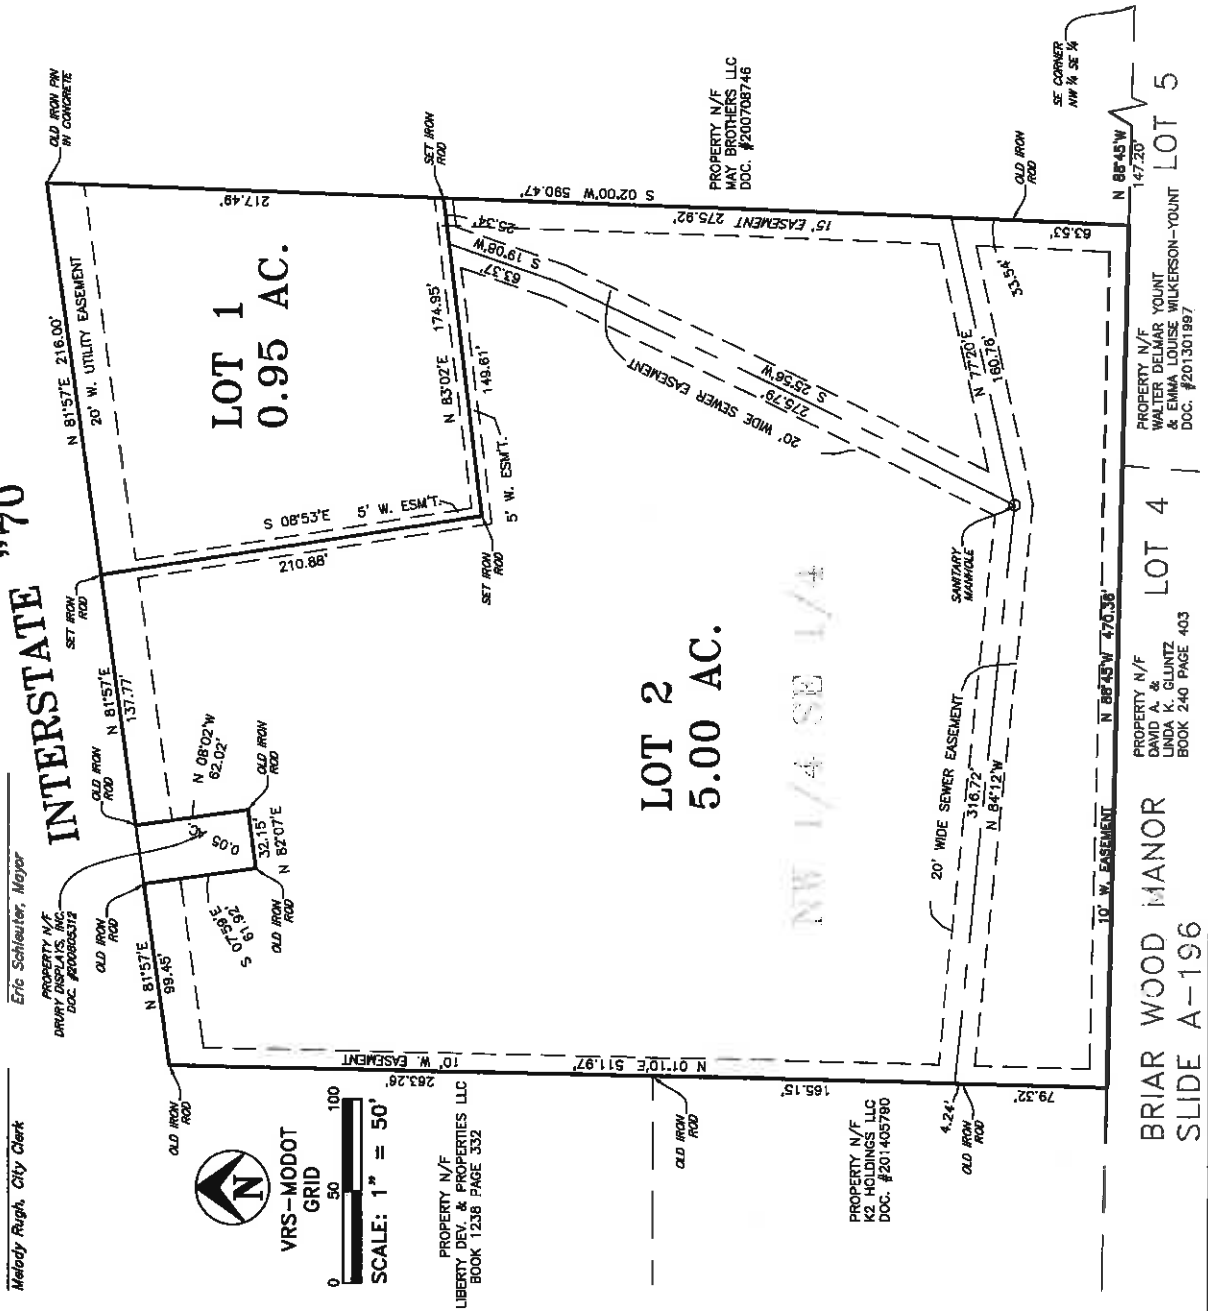 Melody Rugh, City Clerk
Eric Schleuter, Mayor
INTERSTATE "70
PROPERTY N/F
DRURY DISPLAYS, INC.
DOC. #200805312
OLD IRON
ROD
OLD IRON
ROD
SET IRON
ROD
OLD IRON PIN
IN CONCRETE
N 81°57'E
99.45'
N 81°57'E
137.77'
N 81°57'E 216.00'
20' W. UTILITY EASEMENT
S 07°59'E
61.92'
0.05
AC.
N 08°02'W
62.02'
32.15'
N 82°07'E
OLD IRON
ROD
OLD IRON
ROD
LOT 1
0.95 AC.
217.49'
S 08°53'E
210.88'
5' W. ESM'T.
5' W. ESM'T.
N 83°02'E
174.95'
149.61'
25.34'
SET IRON
ROD
SET IRON
ROD
S 19°08'W
63.37'
S 02°00'W 590.47'
275.92'
15' EASEMENT
PROPERTY N/F
MAY BROTHERS LLC
DOC. #200708746
OLD IRON
ROD
OLD IRON
ROD
VRS-MODOT
GRID
N
0
50
100
SCALE: 1" = 50'
PROPERTY N/F
LIBERTY DEV. & PROPERTIES LLC
BOOK 1238 PAGE 332
263.26'
10' W. EASEMENT
N 01°10'E 511.97'
OLD IRON
ROD
165.15'
LOT 2
5.00 AC.
NW 1/4 SE 1/4
20' WIDE SEWER EASEMENT
S 25°56'W
275.79'
SANITARY
MANHOLE
N 77°20'E
160.76'
33.54'
63.53'
20' WIDE SEWER EASEMENT
316.72'
N 84°12'W
PROPERTY N/F
K2 HOLDINGS LLC
DOC. #201405790
4.24'
OLD IRON
ROD
79.32'
10' W. EASEMENT
N 88°45'W 470.36'
N 88°45'W
147.20'
SE CORNER
NW ¼ SE ¼
BRIAR WOOD MANOR
SLIDE A-196
PROPERTY N/F
DAVID A. &
LINDA K. GLUNTZ
BOOK 240 PAGE 403
LOT 4
PROPERTY N/F
WALTER DELMAR YOUNT
& EMMA LOUISE WILKERSON-YOUNT
DOC. #201301997
LOT 5